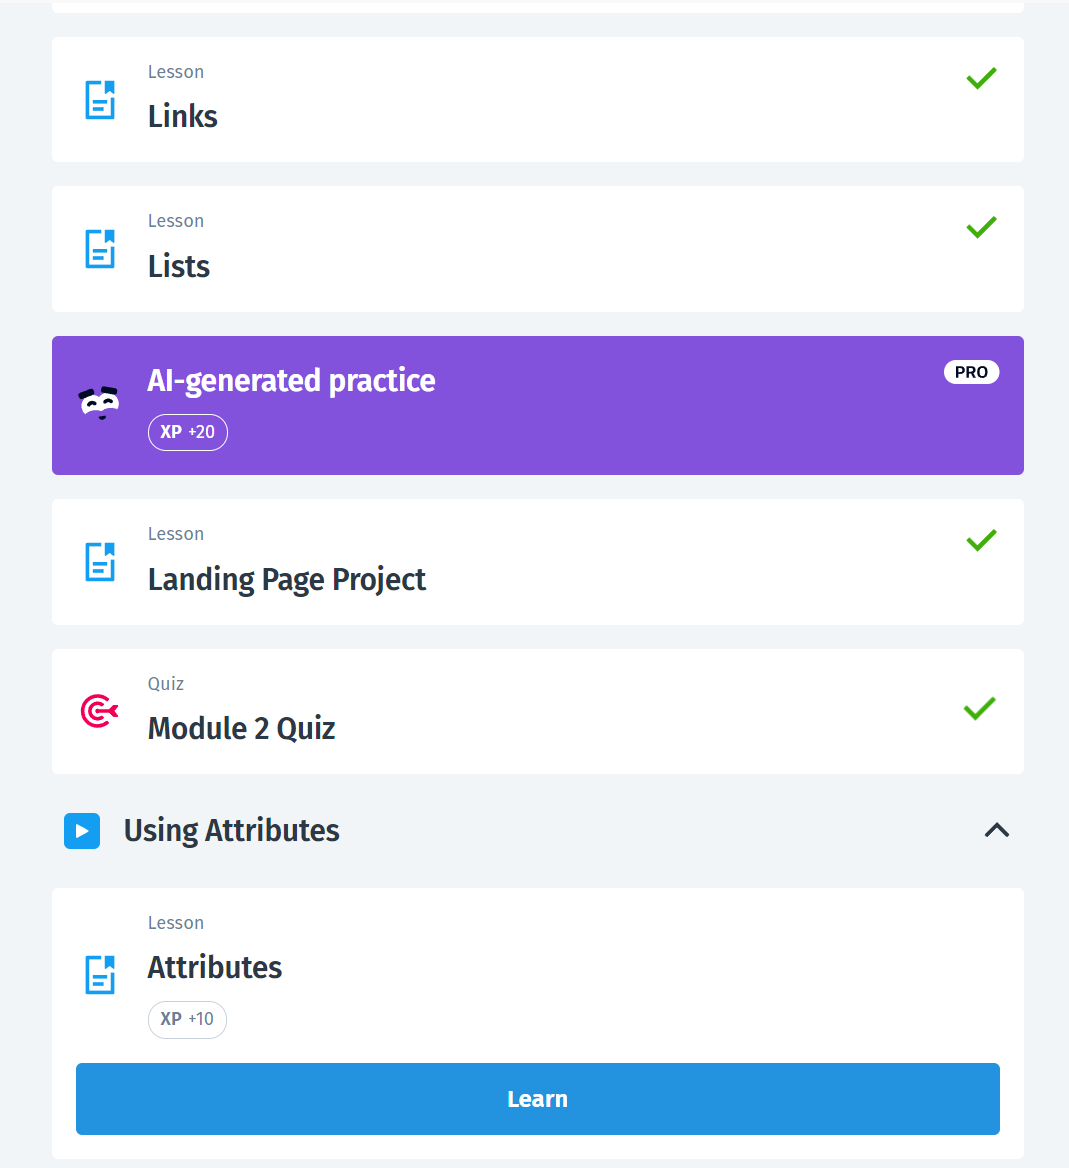 Lesson
Links
Lesson
Lists
AI-generated practice
PRO
XP +20
Lesson
Landing Page Project
Quiz
Module 2 Quiz
Using Attributes
Lesson
Attributes
XP +10
Learn